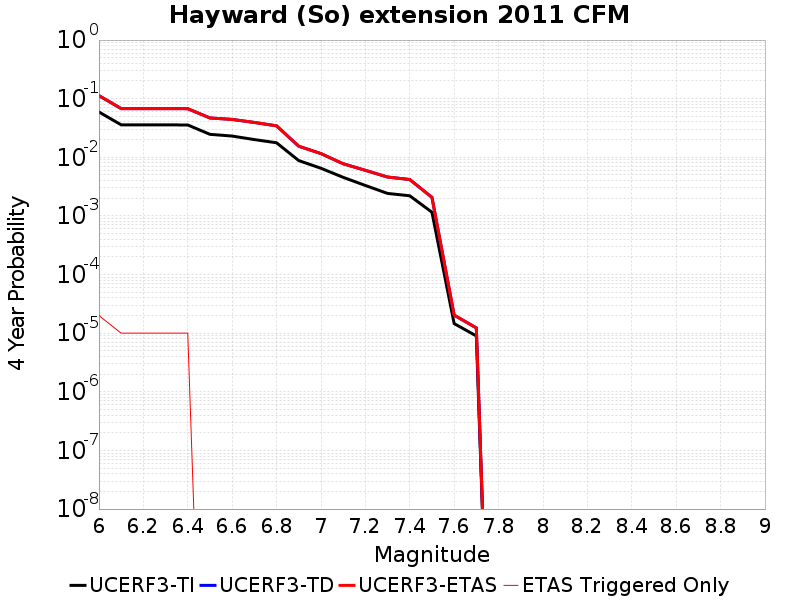 Hayward (So) extension 2011 CFM
4 Year Probability
10^0
10^-1
10^-2
10^-3
10^-4
10^-5
10^-6
10^-7
10^-8
6 6.2 6.4 6.6 6.8 7 7.2 7.4 7.6 7.8 8 8.2 8.4 8.6 8.8 9
Magnitude
UCERF3-TI UCERF3-TD UCERF3-ETAS ETAS Triggered Only